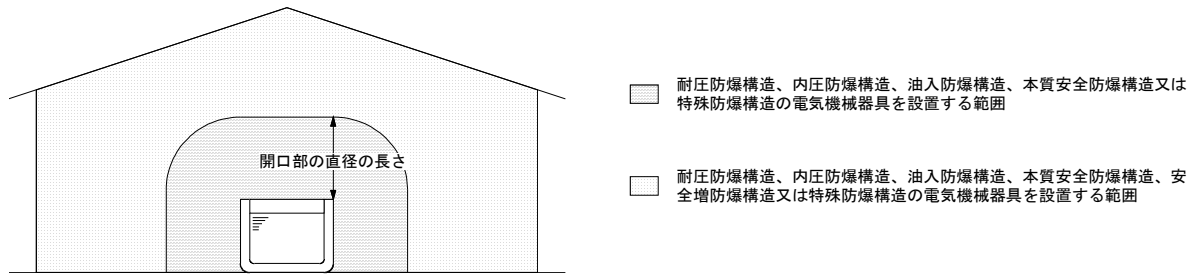 耐圧防爆構造、内圧防爆構造、油入防爆構造、本質安全防爆構造又は
特殊防爆構造の電気機械器具を設置する範囲
開口部の直径の長さ
耐圧防爆構造、内圧防爆構造、油入防爆構造、本質安全防爆構造、安
全増防爆構造又は特殊防爆構造の電気機械器具を設置する範囲